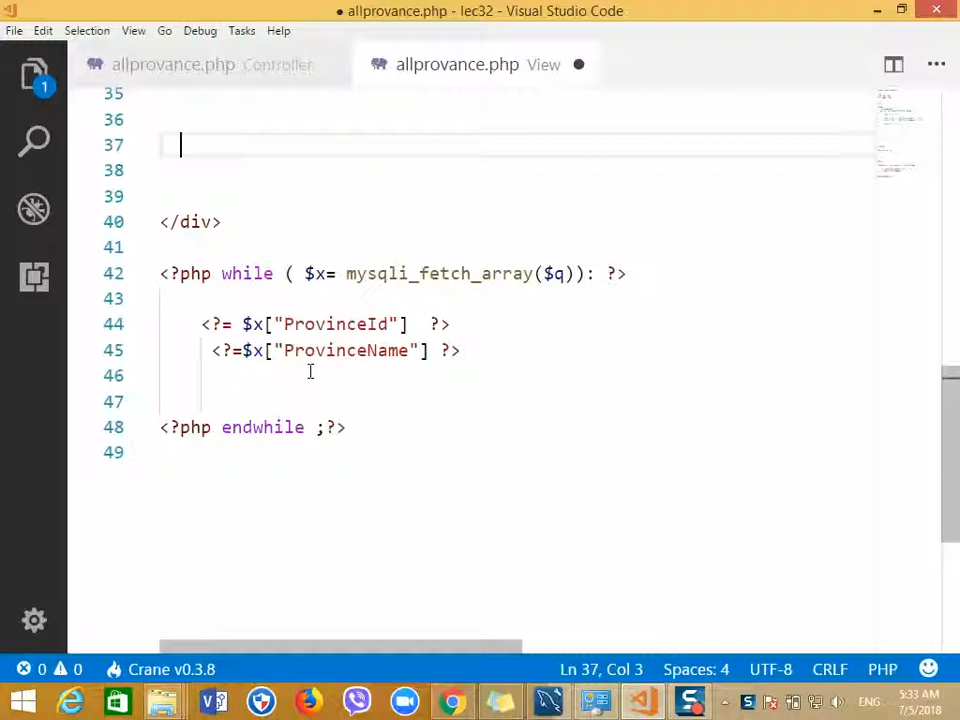 ● allprovance.php - lec32 - Visual Studio Code
File Edit Selection View Go Debug Tasks Help
allprovance.php Controller
allprovance.php View ●
1
35
36
37
38
39
40 </div>
41
42 <?php while ( $x= mysqli_fetch_array($q)): ?>
43
44 <?= $x["ProvinceId"] ?>
45 <?=$x["ProvinceName"] ?>
46
47
48 <?php endwhile ;?>
49
0 0 Crane v0.3.8 Ln 37, Col 3 Spaces: 4 UTF-8 CRLF PHP
ENG 5:33 AM
7/5/2018